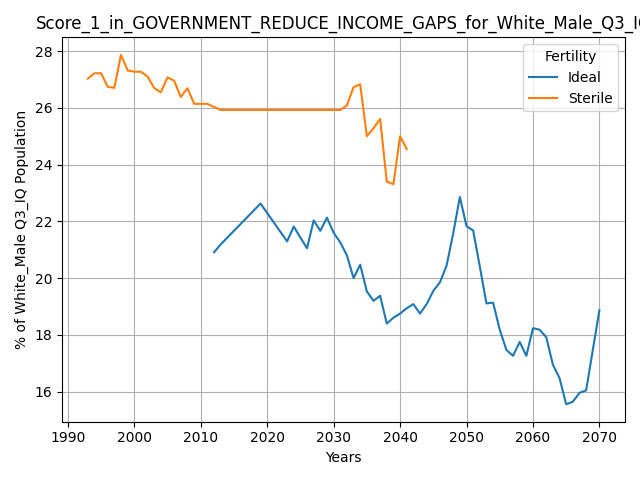 Score_1_in_GOVERNMENT_REDUCE_INCOME_GAPS_for_White_Male_Q3_IQ
Fertility
Ideal
Sterile
% of White_Male Q3_IQ Population
28
26
24
22
20
18
16
1990 2000 2010 2020 2030 2040 2050 2060 2070
Years